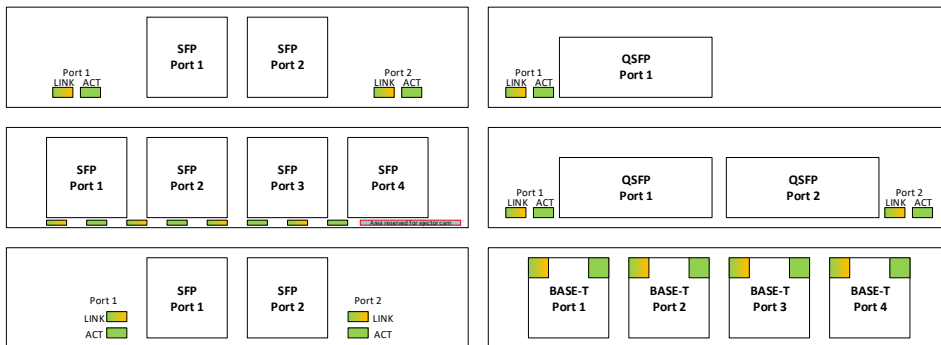 Port 1
LINK ACT
SFP
Port 1
SFP
Port 2
Port 2
LINK ACT
Port 1
LINK ACT
QSFP
Port 1
SFP
Port 1
SFP
Port 2
SFP
Port 3
SFP
Port 4
Area reserved for ejector cam
Port 1
LINK ACT
QSFP
Port 1
QSFP
Port 2
Port 2
LINK ACT
Port 1
LINK
ACT
SFP
Port 1
SFP
Port 2
Port 2
LINK
ACT
BASE-T
Port 1
BASE-T
Port 2
BASE-T
Port 3
BASE-T
Port 4